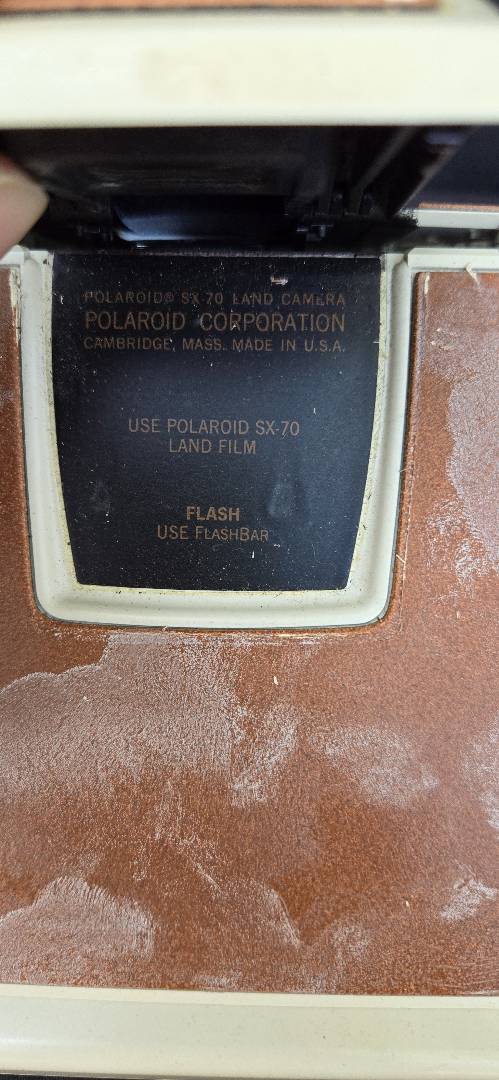 POLAROID® SX-70 LAND CAMERA
POLAROID CORPORATION
CAMBRIDGE, MASS. MADE IN U.S.A.
USE POLAROID SX-70
LAND FILM
FLASH
USE FLASHBAR